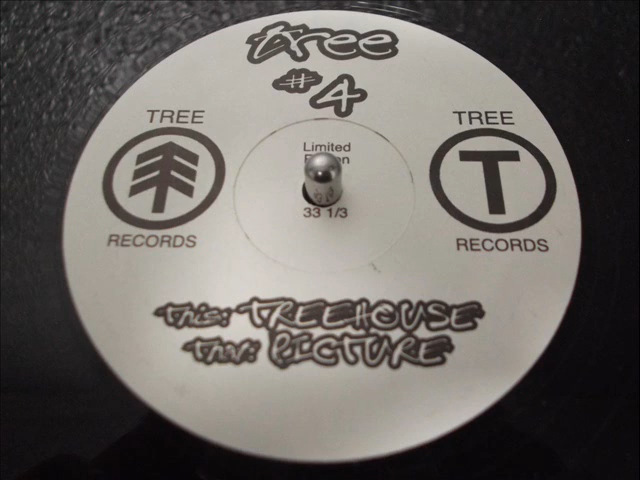 tree
#4
TREE
RECORDS
Limited
33 1/3
TREE
T
RECORDS
This: TREEHOUSE
That: PICTURE